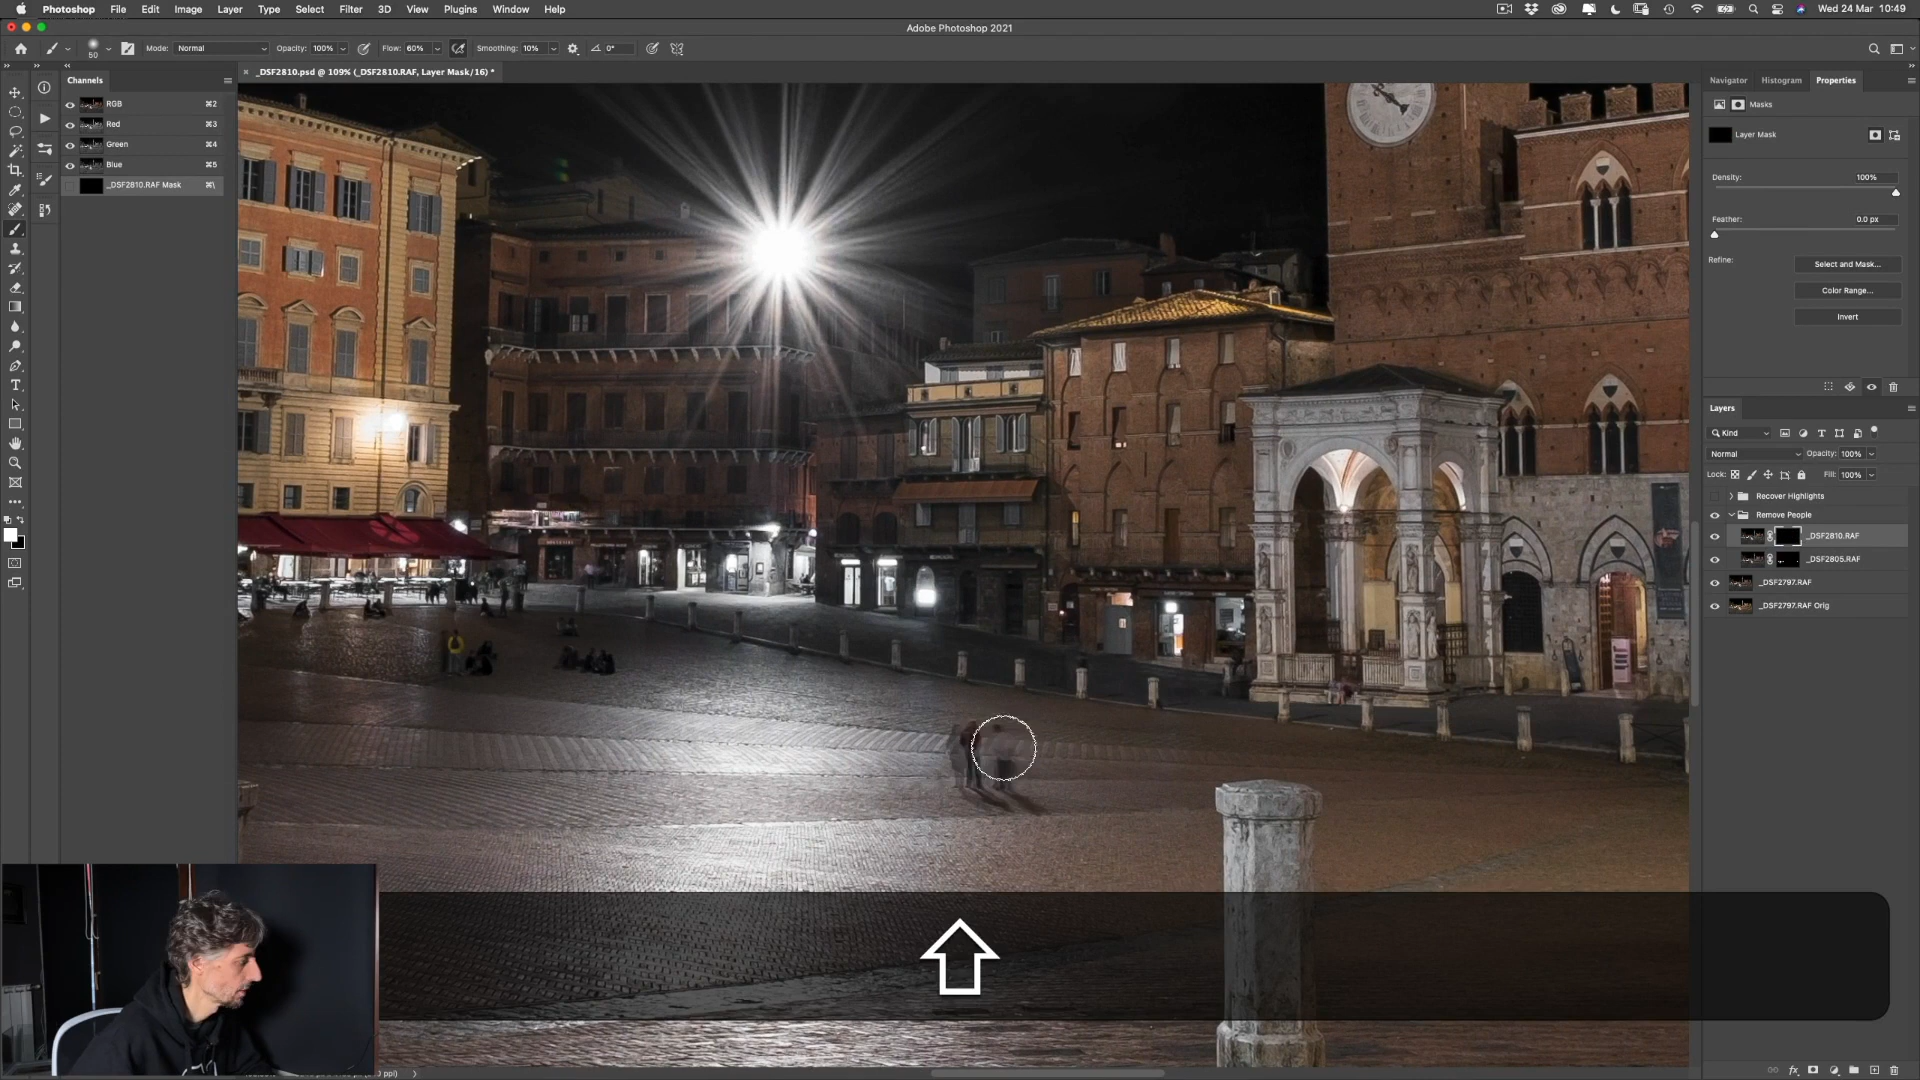 Photoshop File Edit Image Layer Type Select Filter 3D View Plugins Window Help
Wed 24 Mar 10:49
Adobe Photoshop 2021
50 Mode: Normal Opacity: 100% Flow: 60% Smoothing: 10% 0°
_DSF2810.psd @ 109% (_DSF2810.RAF, Layer Mask/16) *
Channels
RGB ⌘2
Red ⌘3
Green ⌘4
Blue ⌘5
_DSF2810.RAF Mask ⌘\
Navigator Histogram Properties
Masks
Layer Mask
Density: 100%
Feather: 0.0 px
Refine: Select and Mask...
Color Range...
Invert
Layers
Kind
Normal Opacity: 100%
Lock: Fill: 100%
Recover Highlights
Remove People
_DSF2810.RAF
_DSF2805.RAF
_DSF2797.RAF
_DSF2797.RAF Orig
ppi)